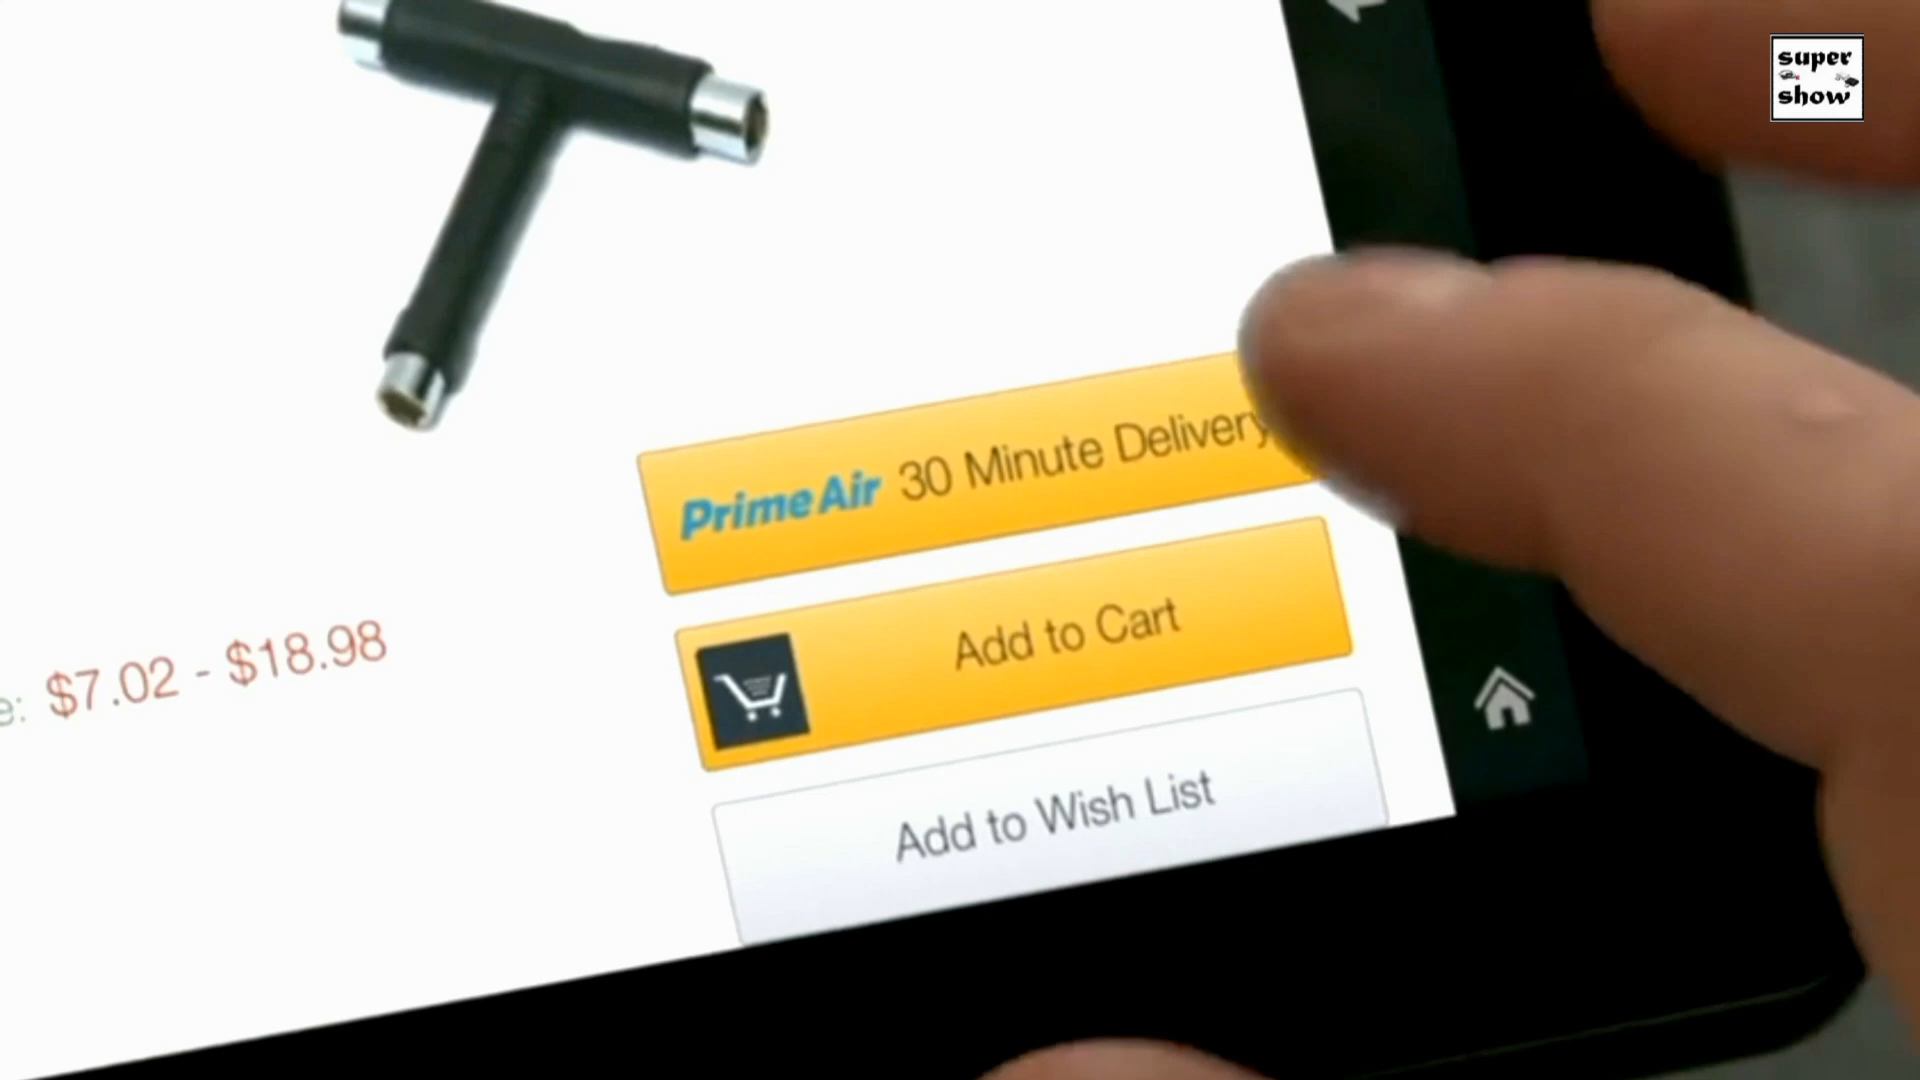 super
show
PrimeAir 30 Minute Delivery
Add to Cart
e: $7.02 - $18.98
Add to Wish List